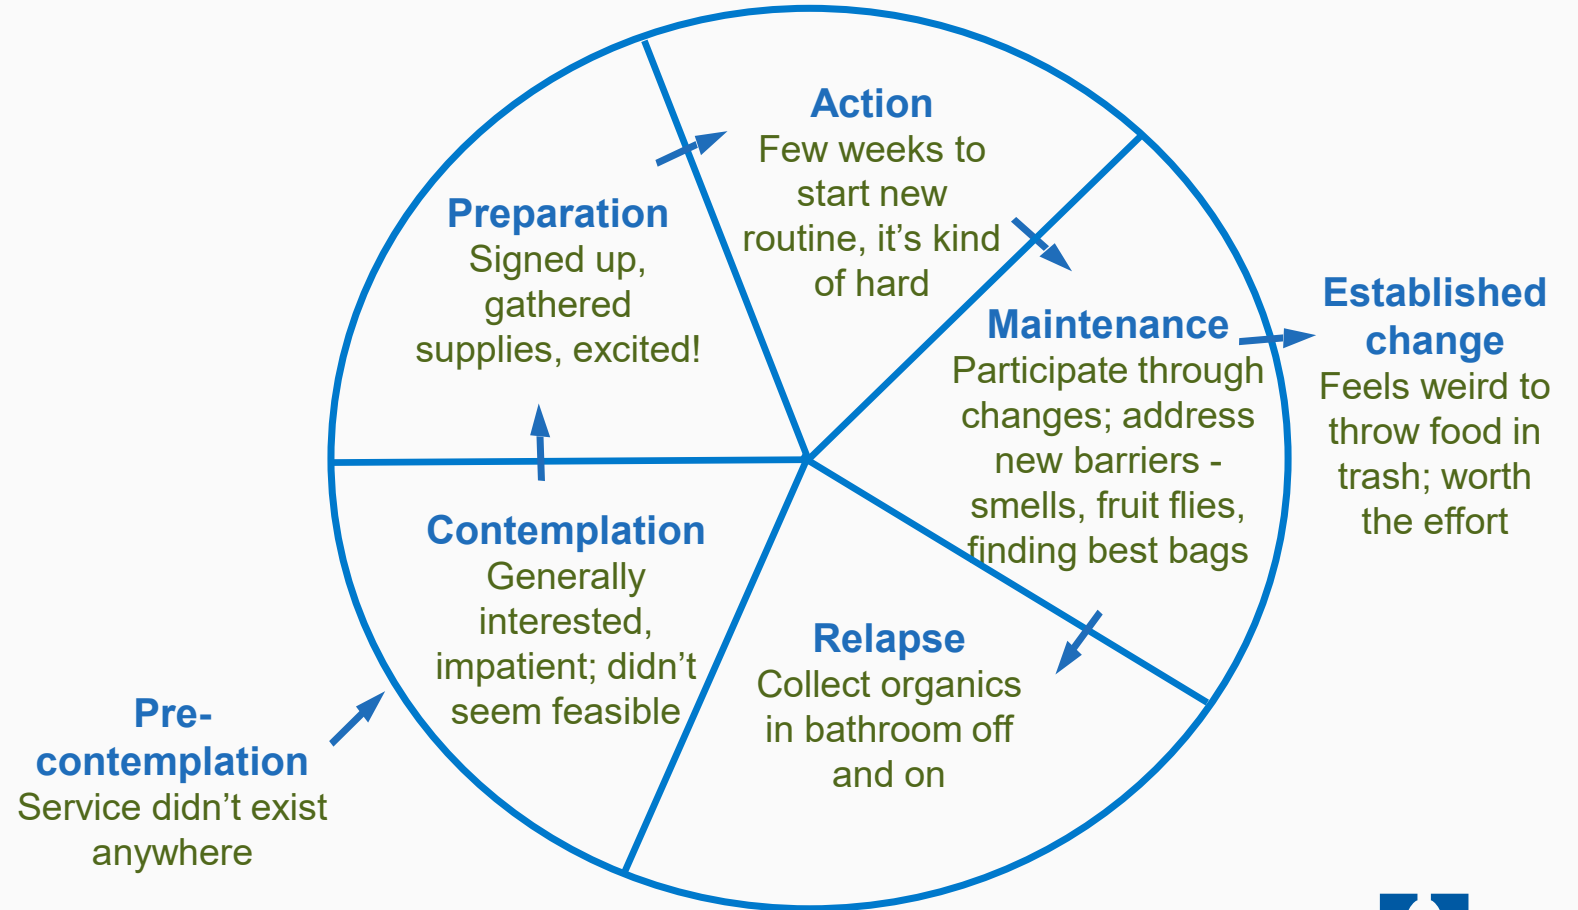 Action
Few weeks to
start new
routine, it's kind
of hard
Preparation
Signed up,
gathered
supplies, excited!
Maintenance
Participate through
changes; address
new barriers -
smells, fruit flies,
finding best bags
Established
change
Feels weird to
throw food in
trash; worth
the effort
Contemplation
Generally
interested,
impatient; didn't
seem feasible
Relapse
Collect organics
in bathroom off
and on
Pre-
contemplation
Service didn't exist
anywhere